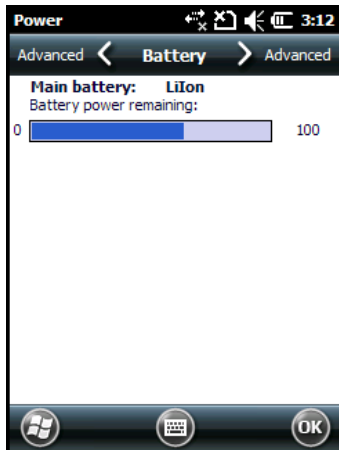 Power 3:12
Advanced Battery Advanced
Main battery: LiIon
Battery power remaining:
0 100
OK